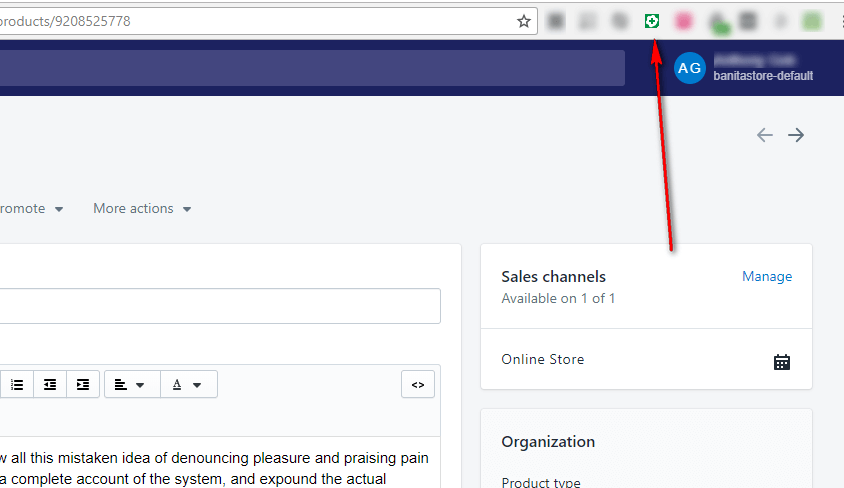 products/9208525778
AG
banitastore-default
romote
More actions
Sales channels
Manage
Available on 1 of 1
Online Store
A
<>
Organization
w all this mistaken idea of denouncing pleasure and praising pain
a complete account of the system, and expound the actual
Product type